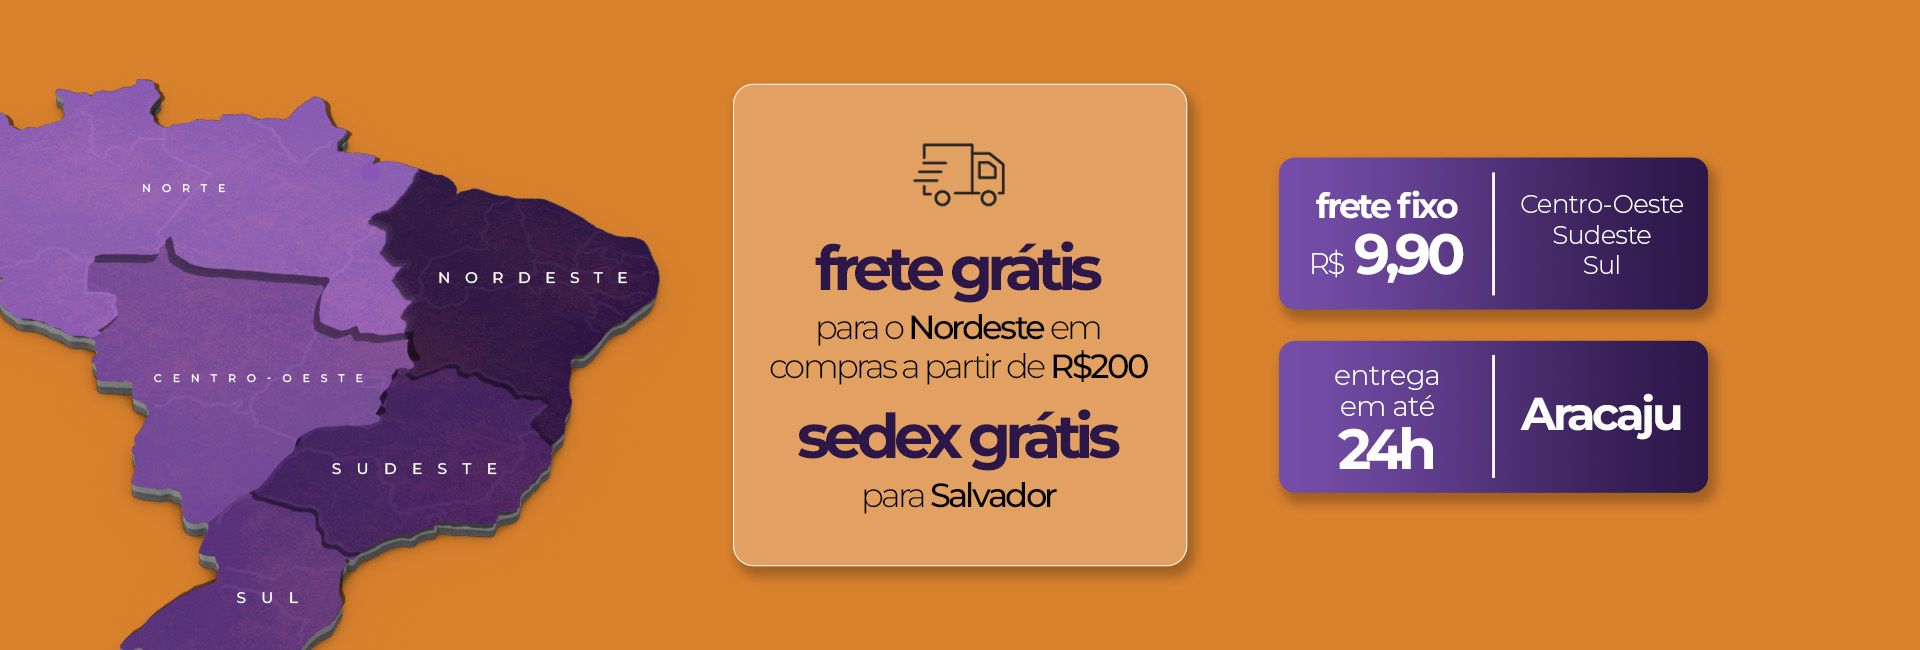 NORTE
NORDESTE
CENTRO-OESTE
SUDESTE
SUL
frete grátis
para o Nordeste em
compras a partir de R$200
sedex grátis
para Salvador
frete fixo
R$ 9,90
Centro-Oeste
Sudeste
Sul
entrega
em até
24h
Aracaju